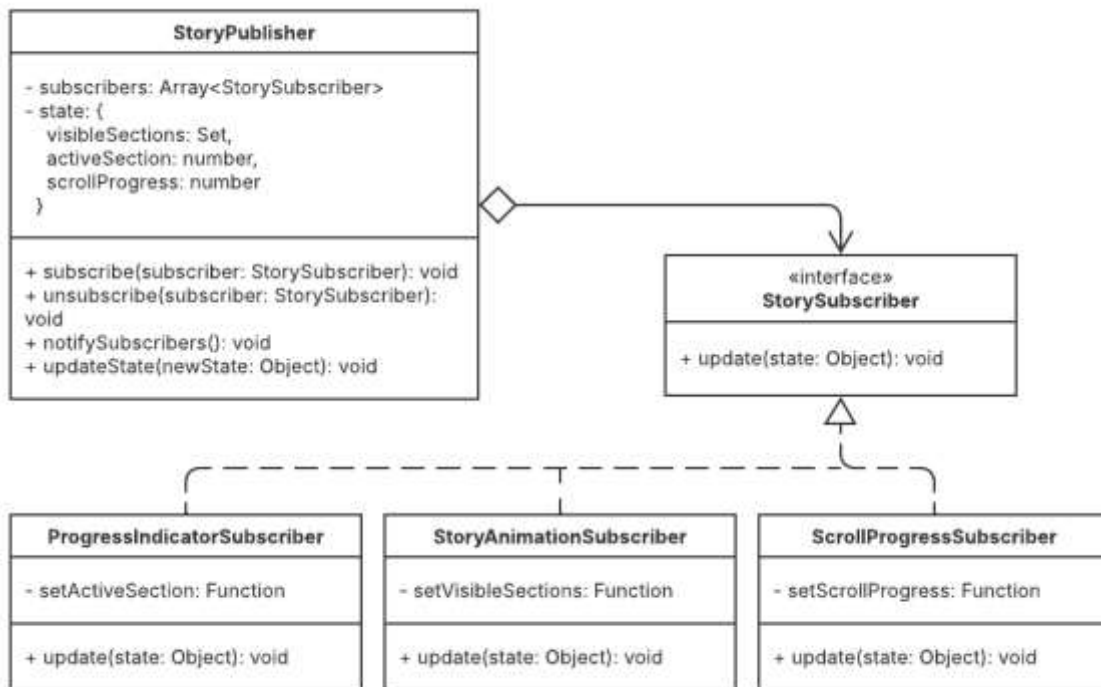 StoryPublisher
- subscribers: Array<StorySubscriber>
- state: {
visibleSections: Set,
activeSection: number,
scrollProgress: number
}
+ subscribe(subscriber: StorySubscriber): void
+ unsubscribe(subscriber: StorySubscriber):
void
+ notifySubscribers(): void
+ updateState(newState: Object): void
«interface»
StorySubscriber
+ update(state: Object): void
ProgressIndicatorSubscriber
- setActiveSection: Function
+ update(state: Object): void
StoryAnimationSubscriber
- setVisibleSections: Function
+ update(state: Object): void
ScrollProgressSubscriber
- setScrollProgress: Function
+ update(state: Object): void